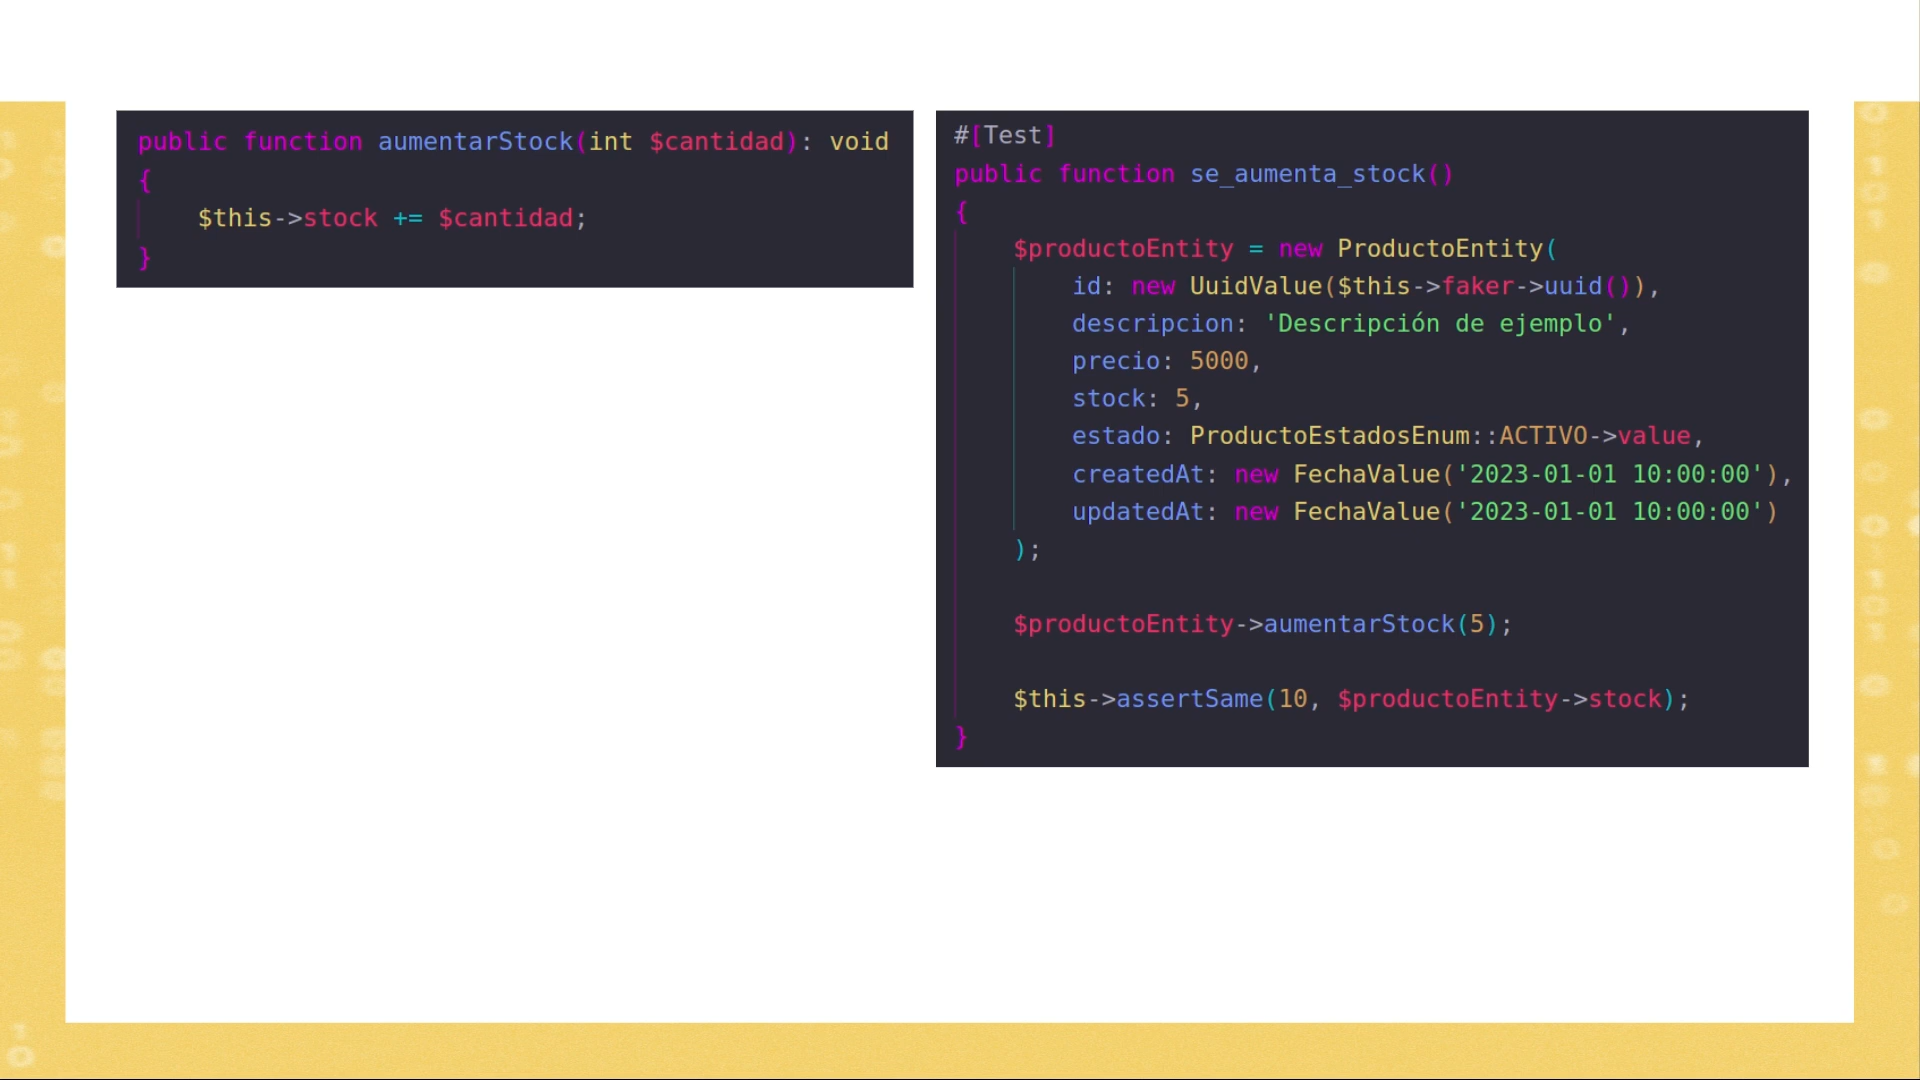 public function aumentarStock(int $cantidad): void
{
    $this->stock += $cantidad;
}
#[Test]
public function se_aumenta_stock()
{
    $productoEntity = new ProductoEntity(
        id: new UuidValue($this->faker->uuid()),
        descripcion: 'Descripción de ejemplo',
        precio: 5000,
        stock: 5,
        estado: ProductoEstadosEnum::ACTIVO->value,
        createdAt: new FechaValue('2023-01-01 10:00:00'),
        updatedAt: new FechaValue('2023-01-01 10:00:00')
    );
    $productoEntity->aumentarStock(5);
    $this->assertSame(10, $productoEntity->stock);
}